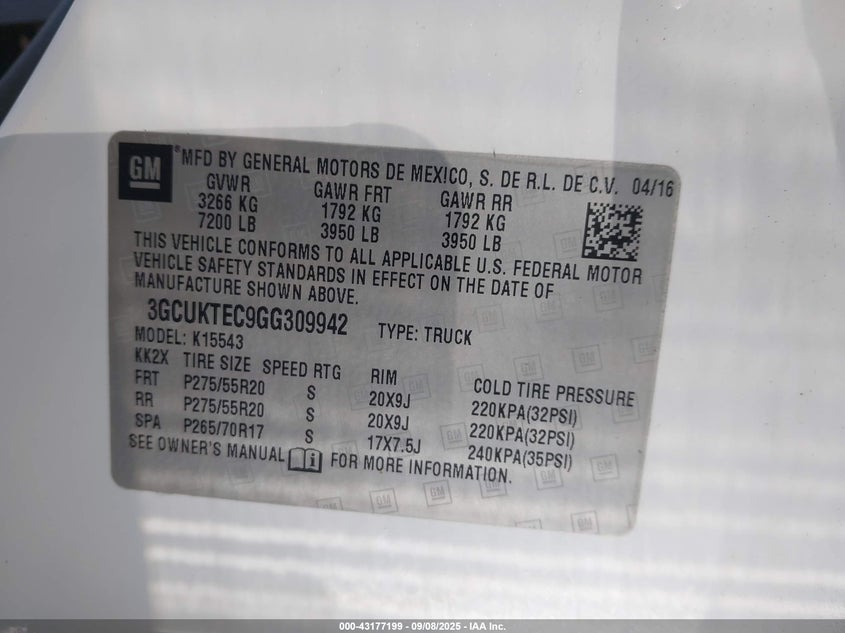 GM
®MFD BY GENERAL MOTORS DE MEXICO, S. DE R.L. DE C.V. 04/16
GVWR GAWR FRT GAWR RR
3266 KG 1792 KG 1792 KG
7200 LB 3950 LB 3950 LB
THIS VEHICLE CONFORMS TO ALL APPLICABLE U.S. FEDERAL MOTOR
VEHICLE SAFETY STANDARDS IN EFFECT ON THE DATE OF
MANUFACTURE SHOWN ABOVE.
3GCUKTEC9GG309942 TYPE: TRUCK
MODEL: K15543
KK2X TIRE SIZE SPEED RTG RIM COLD TIRE PRESSURE
FRT P275/55R20 S 20X9J 220KPA(32PSI)
RR P275/55R20 S 20X9J 220KPA(32PSI)
SPA P265/70R17 S 17X7.5J 240KPA(35PSI)
SEE OWNER'S MANUAL FOR MORE INFORMATION.
000-43177199 - 09/08/2025 - IAA Inc.